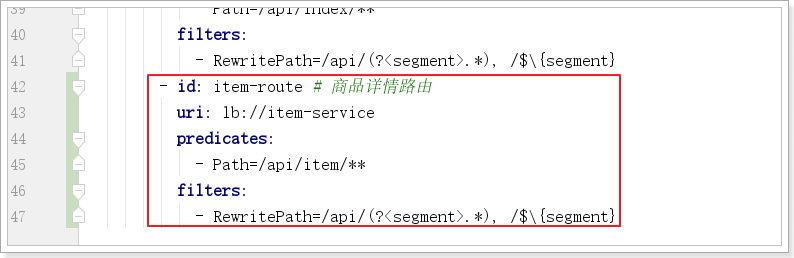 39 Path=/api/index/**
40 filters:
41 - RewritePath=/api/(?<segment>.*), /$\{segment}
42 - id: item-route # 商品详情路由
43 uri: lb://item-service
44 predicates:
45 - Path=/api/item/**
46 filters:
47 - RewritePath=/api/(?<segment>.*), /$\{segment}